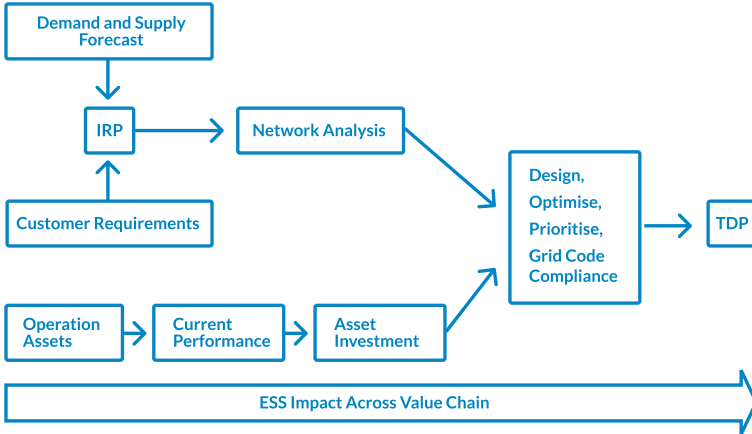 Demand and Supply
Forecast
IRP
Network Analysis
Customer Requirements
Design,
Optimise,
Prioritise,
Grid Code
Compliance
TDP
Operation
Assets
Current
Performance
Asset
Investment
ESS Impact Across Value Chain